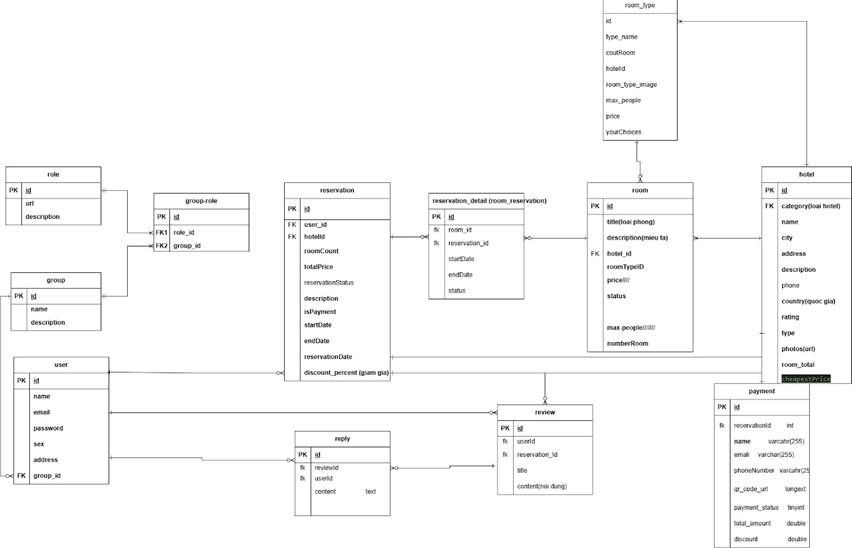 room_type
id
type_name
coutRoom
hotelId
room_type_image
max_people
price
yourChoices
role
PK id
url
description
group-role
PK id
FK1 role_id
FK2 group_id
group
PK id
name
description
user
PK id
name
email
password
sex
address
FK group_id
reservation
PK id
FK user_id
FK hotelId
roomCount
totalPrice
reservationStatus
description
isPayment
startDate
endDate
reservationDate
discount_percent (giam gia)
reservation_detail (room_reservation)
PK id
fk room_id
fk reservation_id
startDate
endDate
status
room
PK id
title(loai phong)
description(mieu ta)
FK hotel_id
roomTypeID
price////
status
max-people///////
numberRoom
hotel
PK id
FK category(loai hotel)
name
city
address
description
phone
country(quoc gia)
rating
type
photos(url)
room_total
cheapestPrice
payment
PK id
fk reservationId int
name varcahr(255)
emali varchar(255)
phoneNumber varcahr(25
qr_code_url longext
payment_status tinyint
total_amount double
discount double
review
PK id
fk userId
fk reservation_Id
title
content(noi dung)
reply
PK id
fk reviewId
fk userId
content text